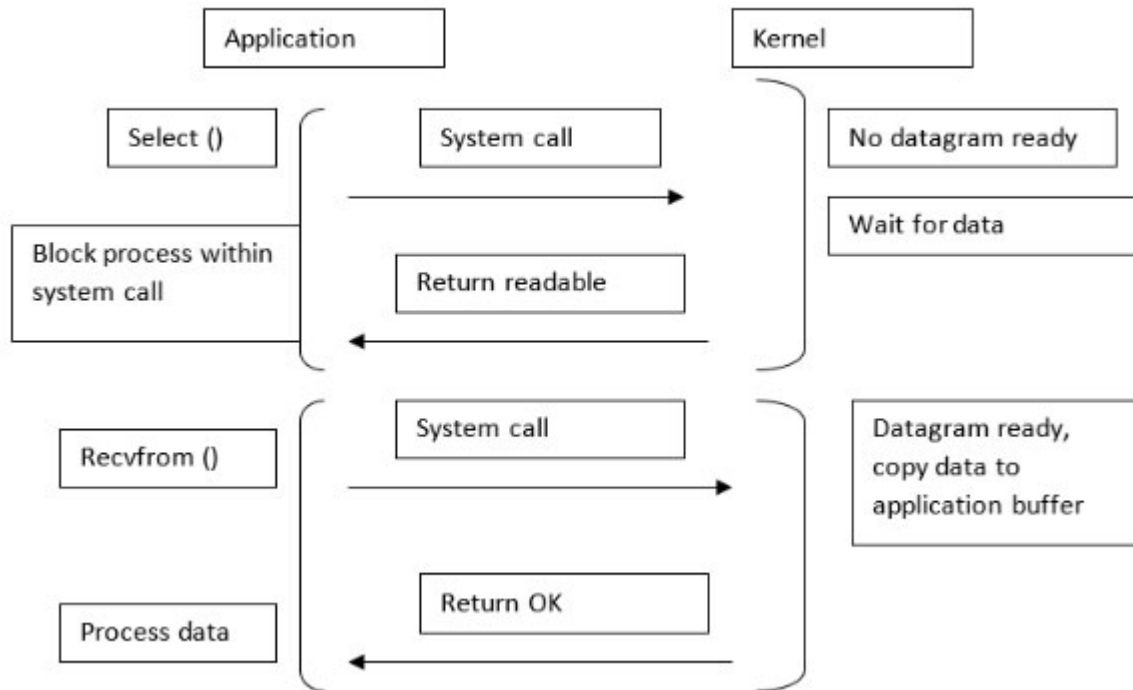 Application
Kernel
Select ()
System call
No datagram ready
Wait for data
Block process within
system call
Return readable
System call
Recvfrom ()
Datagram ready,
copy data to
application buffer
Return OK
Process data